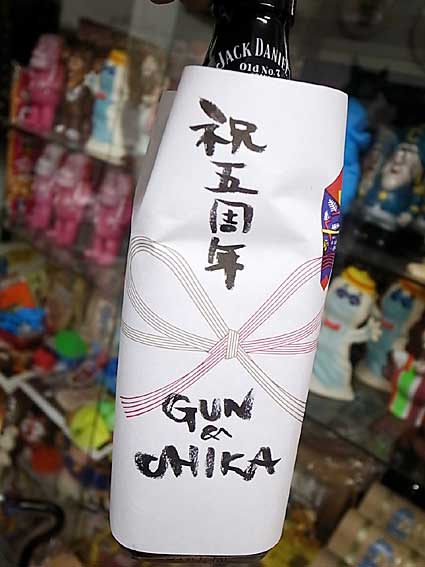 JACK DANIEL
Old No.7
祝五周年
GUN
&
CHIKA